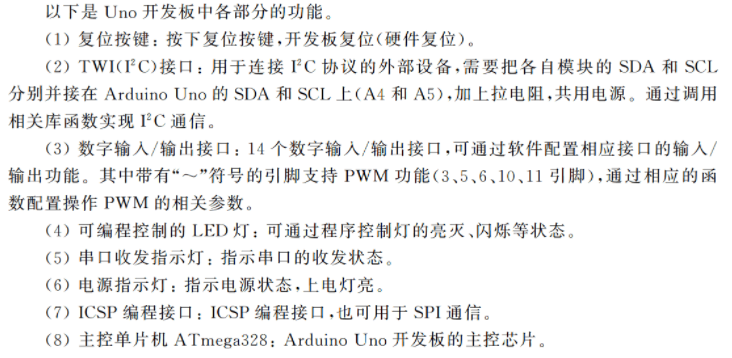 以下是 Uno 开发板中各部分的功能。
(1) 复位按键: 按下复位按键,开发板复位(硬件复位)。
(2) TWI(I²C)接口: 用于连接 I²C 协议的外部设备,需要把各自模块的 SDA 和 SCL
分别并接在 Arduino Uno 的 SDA 和 SCL 上(A4 和 A5),加上拉电阻,共用电源。通过调用
相关库函数实现 I²C 通信。
(3) 数字输入/输出接口: 14 个数字输入/输出接口,可通过软件配置相应接口的输入/
输出功能。其中带有“～”符号的引脚支持 PWM 功能(3、5、6、10、11 引脚),通过相应的函
数配置操作 PWM 的相关参数。
(4) 可编程控制的 LED 灯: 可通过程序控制灯的亮灭、闪烁等状态。
(5) 串口收发指示灯: 指示串口的收发状态。
(6) 电源指示灯: 指示电源状态,上电灯亮。
(7) ICSP 编程接口: ICSP 编程接口,也可用于 SPI 通信。
(8) 主控单片机 ATmega328: Arduino Uno 开发板的主控芯片。